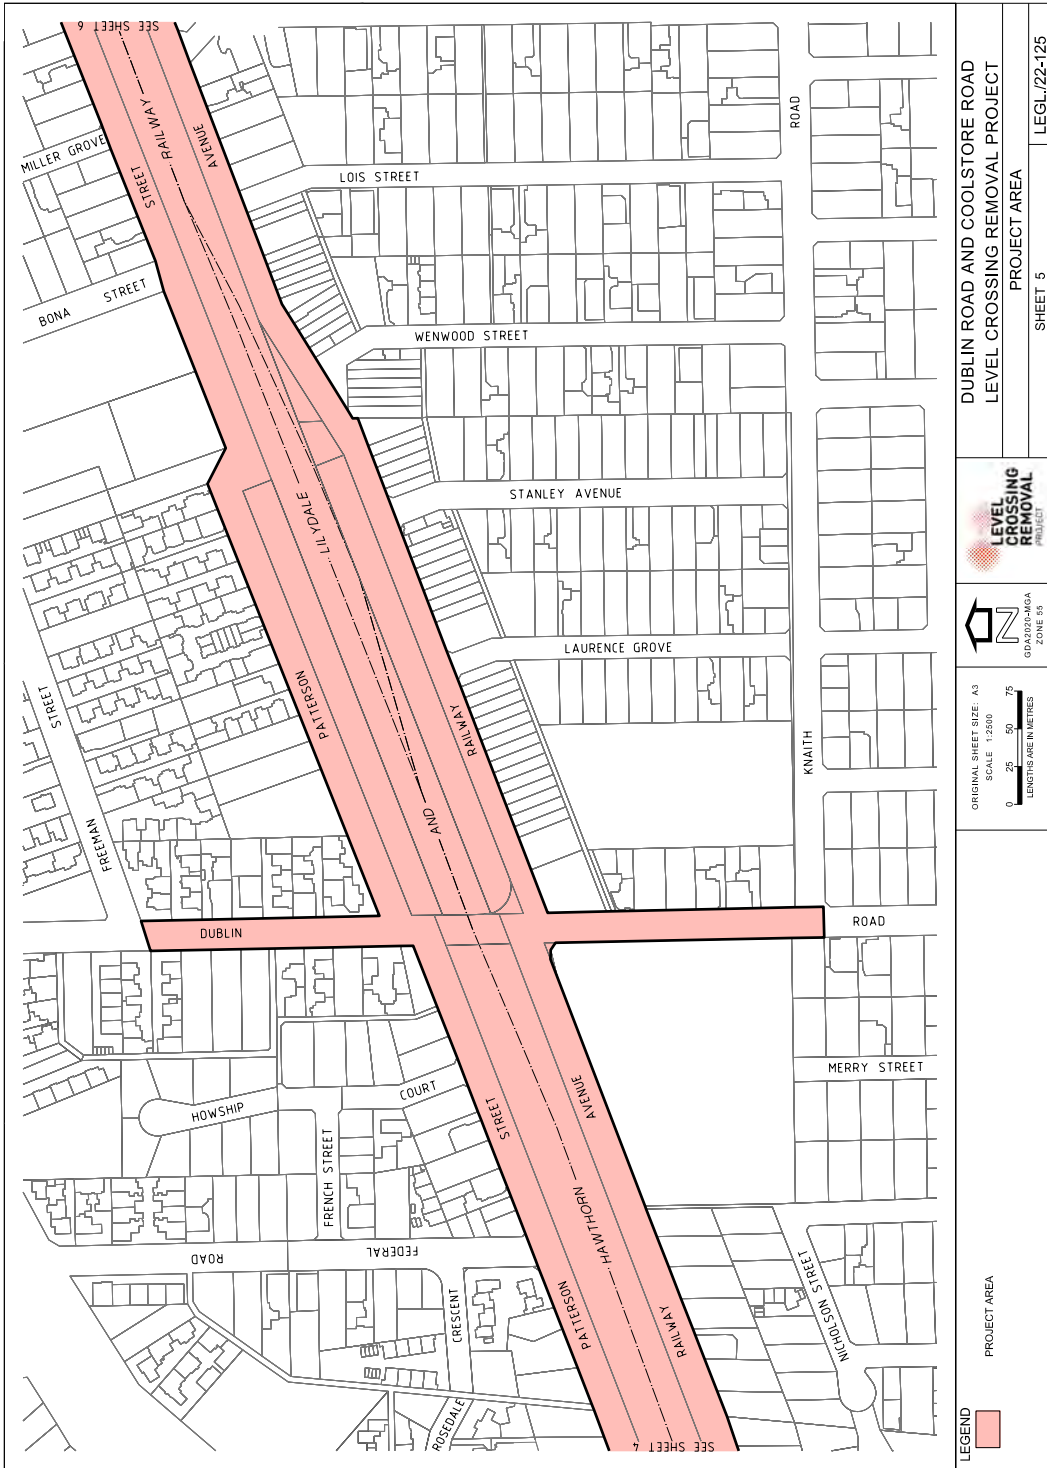 SEE SHEET 6
MILLER GROVE
STREET
RAILWAY
AVENUE
ROAD
LOIS STREET
BONA STREET
WENWOOD STREET
STANLEY AVENUE
LILYDALE
LAURENCE GROVE
STREET
PATTERSON
RAILWAY
KNAITH
AND
FREEMAN
DUBLIN
ROAD
MERRY STREET
HOWSHIP
COURT
STREET
AVENUE
FRENCH STREET
HAWTHORN
ROAD
FEDERAL
NICHOLSON STREET
CRESCENT
PATTERSON
RAILWAY
ROSEDALE
SEE SHEET 4
DUBLIN ROAD AND COOLSTORE ROAD
LEVEL CROSSING REMOVAL PROJECT
PROJECT AREA
SHEET 5
LEGL./22-125
LEVEL
CROSSING
REMOVAL
PROJECT
N
GDA2020-MGA
ZONE 55
ORIGINAL SHEET SIZE: A3
SCALE 1:2500
0 25 50 75
LENGTHS ARE IN METRES
LEGEND
PROJECT AREA